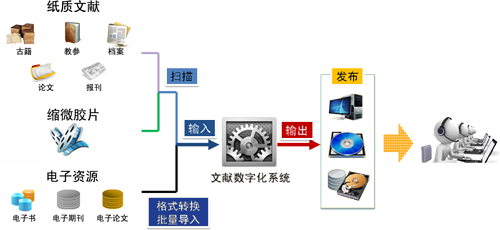 纸质文献
古籍 教参 档案
论文 报刊
扫描
缩微胶片
输入
文献数字化系统
输出
发布
电子资源
电子书 电子期刊 电子论文
格式转换
批量导入